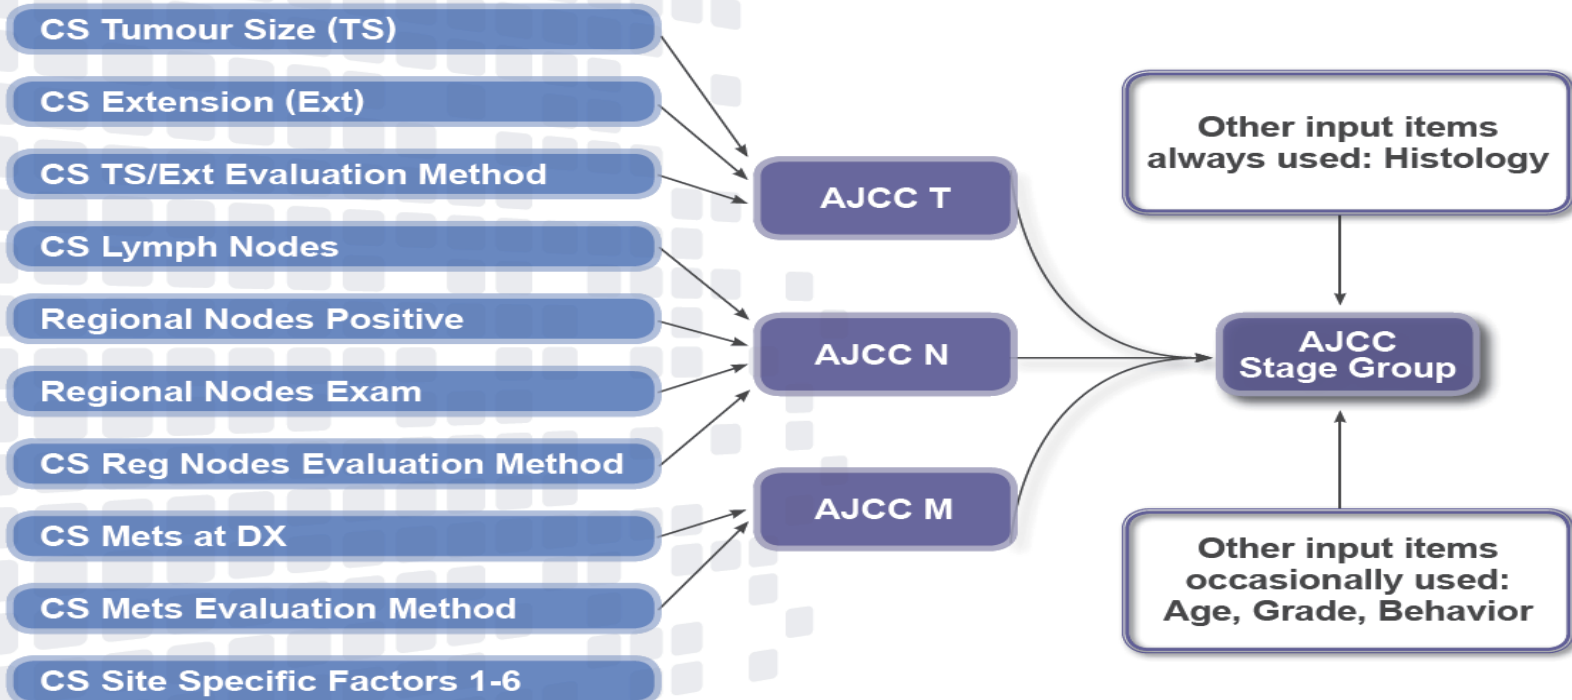 CS Tumour Size (TS)
CS Extension (Ext)
CS TS/Ext Evaluation Method
CS Lymph Nodes
Regional Nodes Positive
Regional Nodes Exam
CS Reg Nodes Evaluation Method
CS Mets at DX
CS Mets Evaluation Method
CS Site Specific Factors 1-6
AJCC T
AJCC N
AJCC M
Other input items
always used: Histology
AJCC
Stage Group
Other input items
occasionally used:
Age, Grade, Behavior